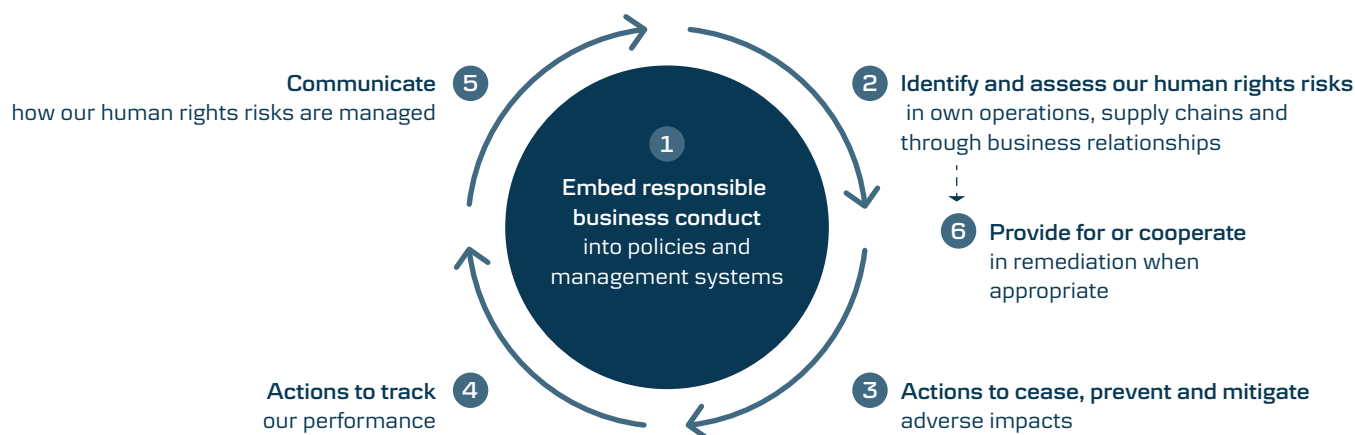 1
Embed responsible
business conduct
into policies and
management systems
2
Identify and assess our human rights risks
in own operations, supply chains and
through business relationships
6
Provide for or cooperate
in remediation when
appropriate
3
Actions to cease, prevent and mitigate
adverse impacts
4
Actions to track
our performance
5
Communicate
how our human rights risks are managed